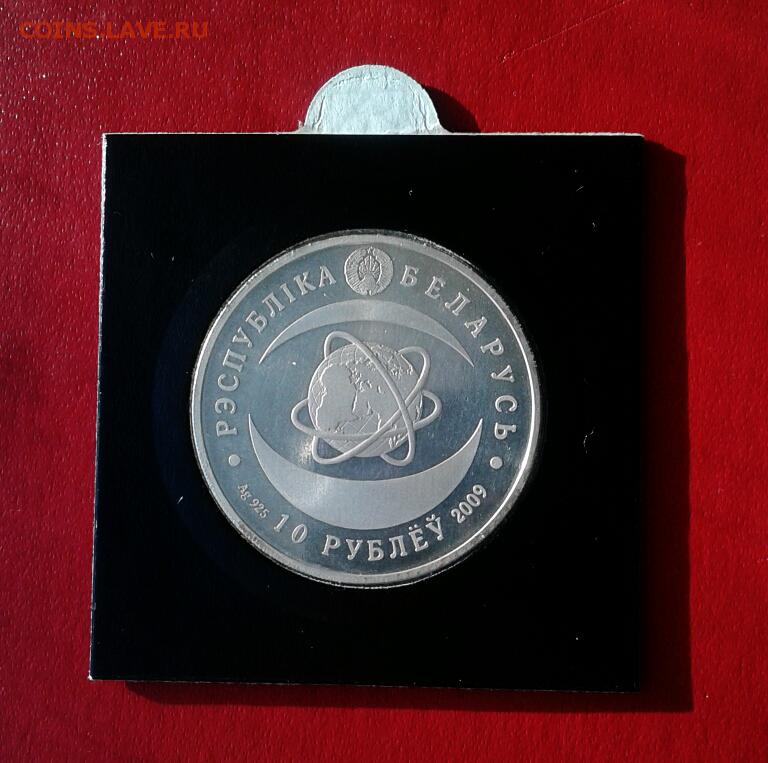 COINS.LAVE.RU
РЭСПУБЛІКА БЕЛАРУСЬ
Ag 925
10 РУБЛЁЎ
2009